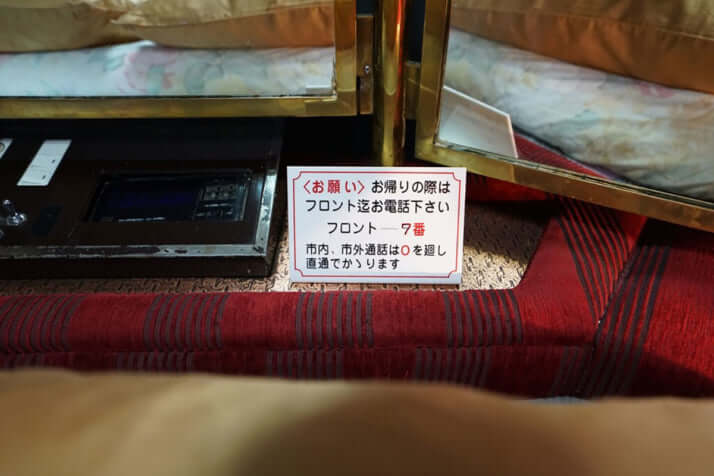 〈お願い〉お帰りの際は
フロント迄お電話下さい
フロント ― 7番
市内、市外通話は0を廻し
直通でかゝります